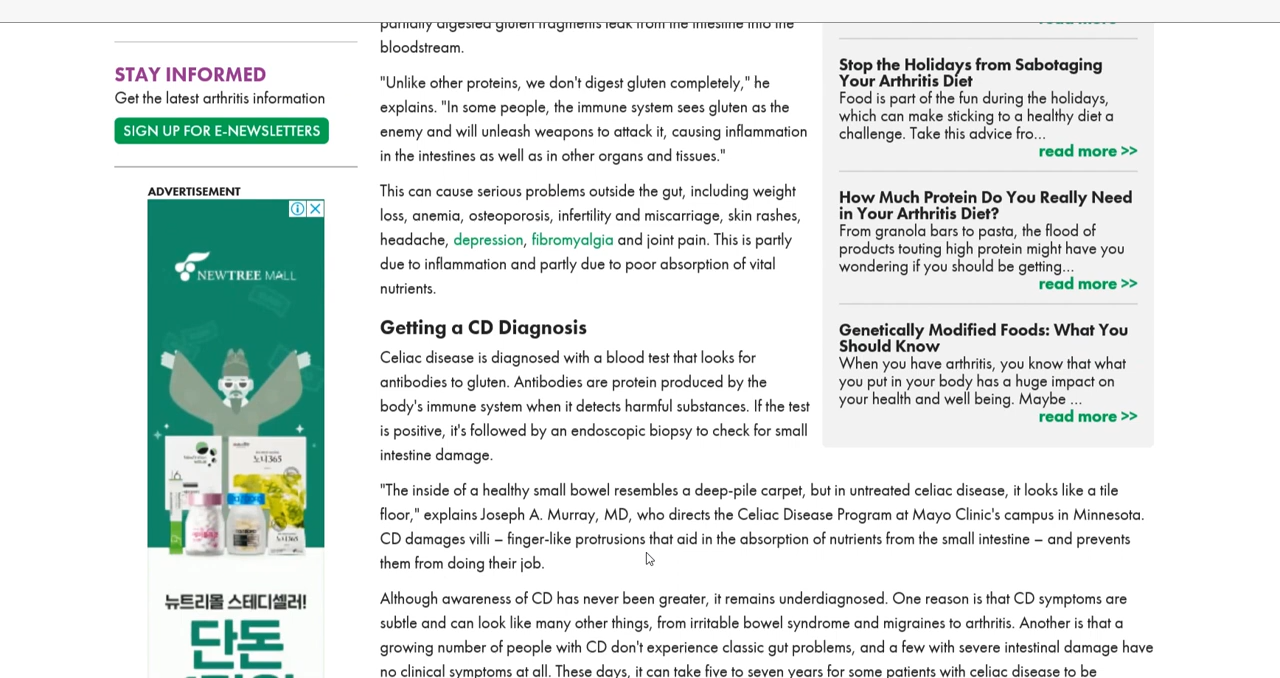 partially digested gluten fragments leak from the intestine into the
bloodstream.
"Unlike other proteins, we don't digest gluten completely," he
explains. "In some people, the immune system sees gluten as the
enemy and will unleash weapons to attack it, causing inflammation
in the intestines as well as in other organs and tissues."
This can cause serious problems outside the gut, including weight
loss, anemia, osteoporosis, infertility and miscarriage, skin rashes,
headache, depression, fibromyalgia and joint pain. This is partly
due to inflammation and partly due to poor absorption of vital
nutrients.
Getting a CD Diagnosis
Celiac disease is diagnosed with a blood test that looks for
antibodies to gluten. Antibodies are protein produced by the
body's immune system when it detects harmful substances. If the test
is positive, it's followed by an endoscopic biopsy to check for small
intestine damage.
"The inside of a healthy small bowel resembles a deep-pile carpet, but in untreated celiac disease, it looks like a tile
floor," explains Joseph A. Murray, MD, who directs the Celiac Disease Program at Mayo Clinic's campus in Minnesota.
CD damages villi – finger-like protrusions that aid in the absorption of nutrients from the small intestine – and prevents
them from doing their job.
Although awareness of CD has never been greater, it remains underdiagnosed. One reason is that CD symptoms are
subtle and can look like many other things, from irritable bowel syndrome and migraines to arthritis. Another is that a
growing number of people with CD don't experience classic gut problems, and a few with severe intestinal damage have
no clinical symptoms at all. These days, it can take five to seven years for some patients with celiac disease to be
STAY INFORMED
Get the latest arthritis information
SIGN UP FOR E-NEWSLETTERS
ADVERTISEMENT
NEWTREE MALL
뉴트리몰 스테디셀러!
단돈
read more
Stop the Holidays from Sabotaging
Your Arthritis Diet
Food is part of the fun during the holidays,
which can make sticking to a healthy diet a
challenge. Take this advice fro...
read more >>
How Much Protein Do You Really Need
in Your Arthritis Diet?
From granola bars to pasta, the flood of
products touting high protein might have you
wondering if you should be getting...
read more >>
Genetically Modified Foods: What You
Should Know
When you have arthritis, you know that what
you put in your body has a huge impact on
your health and well being. Maybe ...
read more >>